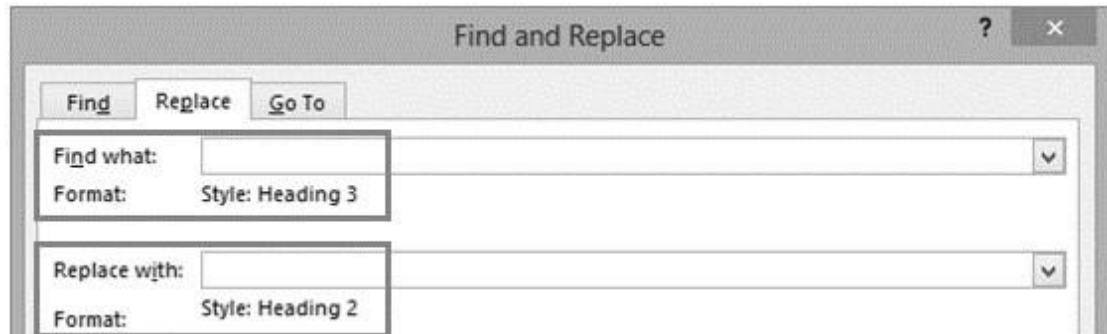 Find and Replace ? ×
Find Replace Go To
Find what:
Format: Style: Heading 3
Replace with:
Format: Style: Heading 2